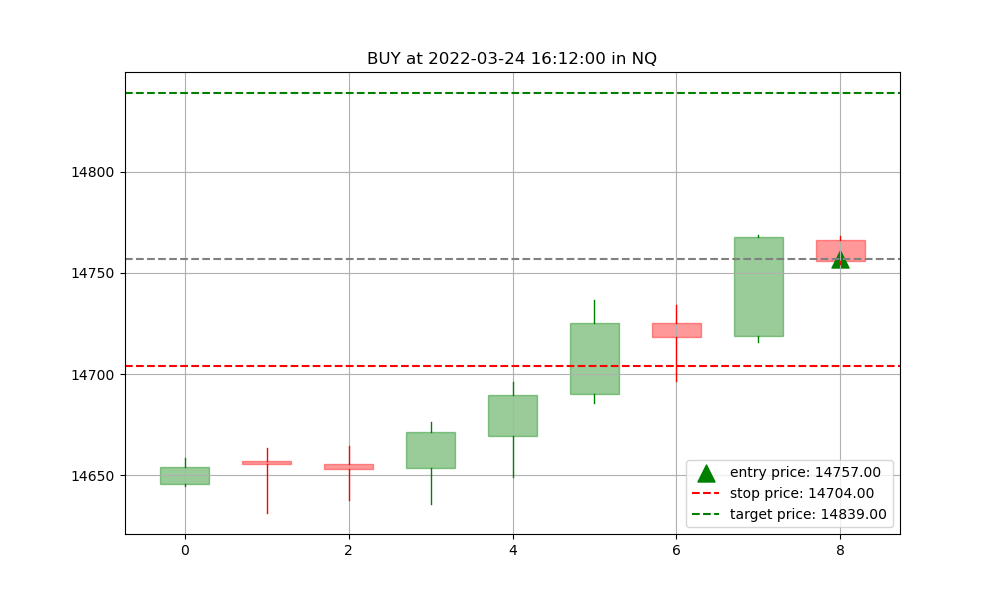 BUY at 2022-03-24 16:12:00 in NQ
14800
14750
14700
14650
entry price: 14757.00
stop price: 14704.00
target price: 14839.00
0 2 4 6 8